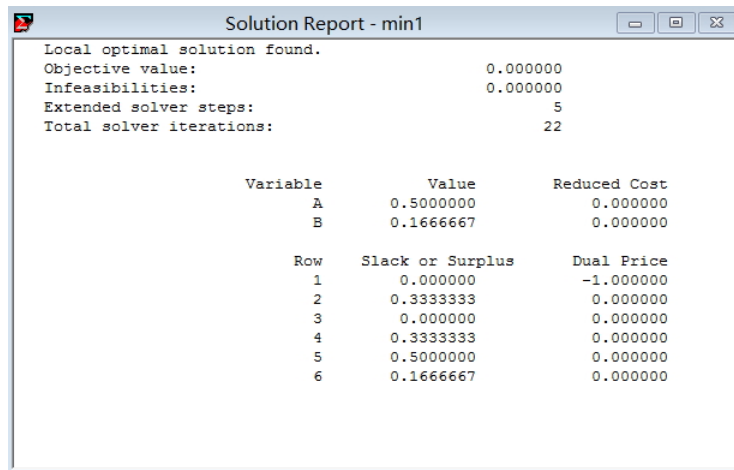 Solution Report - min1
Local optimal solution found.
Objective value: 0.000000
Infeasibilities: 0.000000
Extended solver steps: 5
Total solver iterations: 22
Variable Value Reduced Cost
A 0.5000000 0.000000
B 0.1666667 0.000000
Row Slack or Surplus Dual Price
1 0.000000 -1.000000
2 0.3333333 0.000000
3 0.000000 0.000000
4 0.3333333 0.000000
5 0.5000000 0.000000
6 0.1666667 0.000000